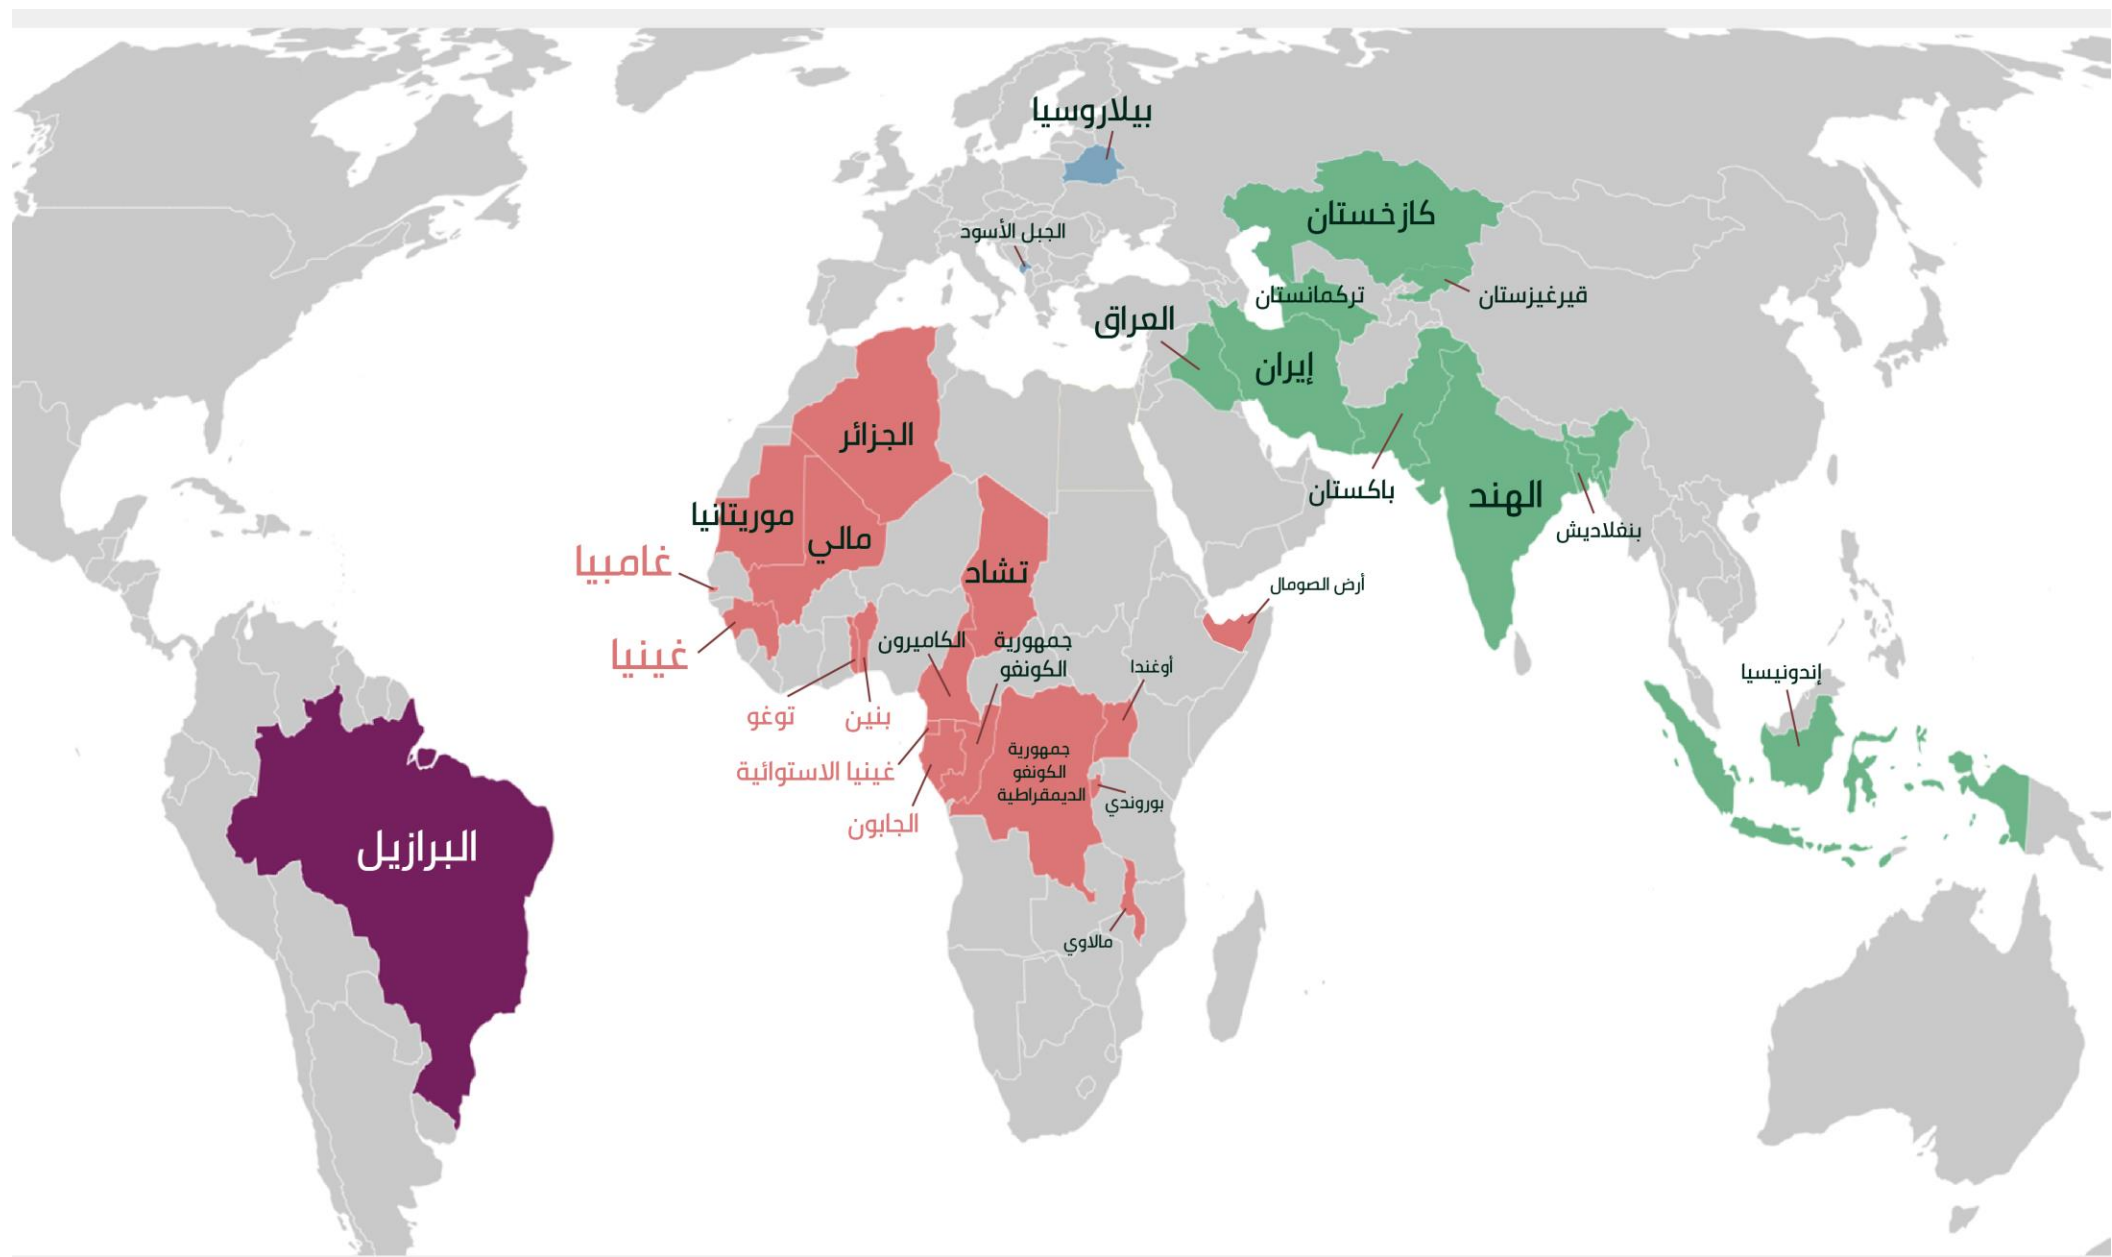 بيلاروسيا
كازخستان
الجبل الأسود
تركمانستان
قيرغيزستان
العراق
إيران
الجزائر
باكستان
الهند
موريتانيا
مالي
بنغلاديش
غامبيا
تشاد
أرض الصومال
غينيا
الكاميرون
جمهورية
الكونغو
أوغندا
إندونيسيا
توغو
بنين
غينيا الاستوائية
جمهورية
الكونغو
الديمقراطية
بوروندي
الجابون
البرازيل
مالاوي